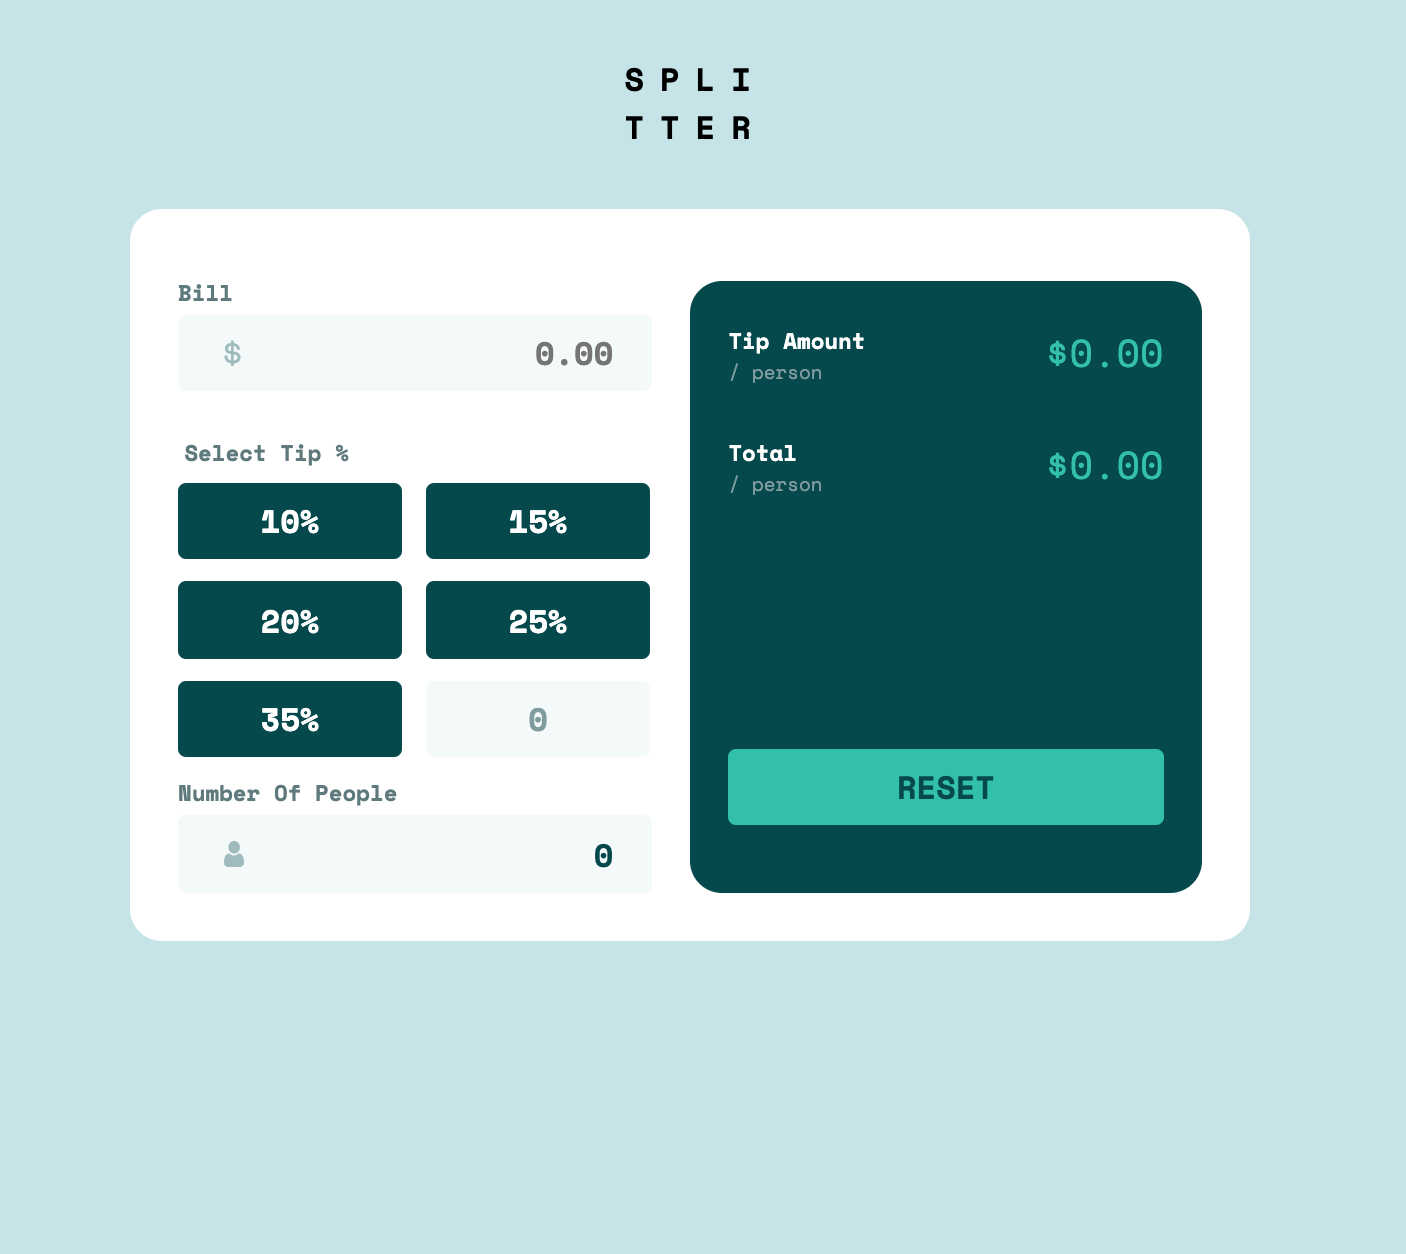 S P L I
T T E R
Bill
$ 0.00
Select Tip %
10% 15%
20% 25%
35% 0
Number Of People
0
Tip Amount
/ person
$0.00
Total
/ person
$0.00
RESET